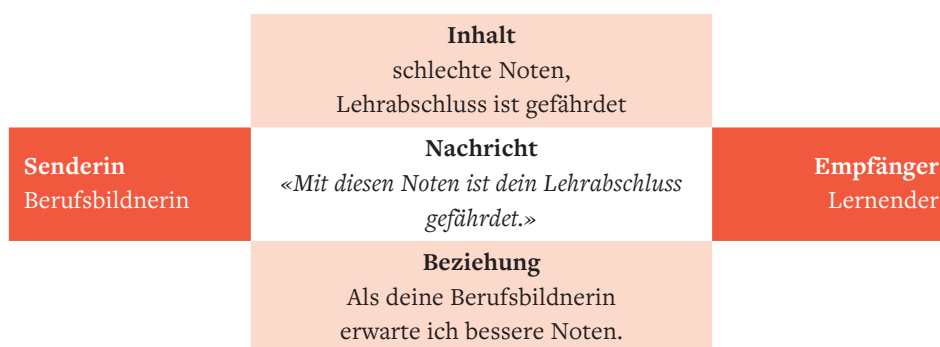 Inhalt
schlechte Noten,
Lehrabschluss ist gefährdet
Senderin
Berufsbildnerin
Nachricht
«Mit diesen Noten ist dein Lehrabschluss
gefährdet.»
Empfänger
Lernender
Beziehung
Als deine Berufsbildnerin
erwarte ich bessere Noten.